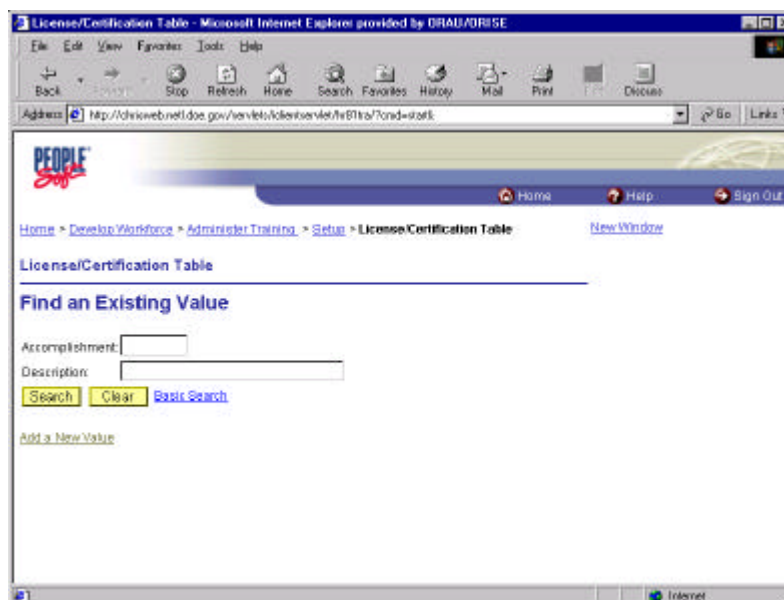 License/Certification Table - Microsoft Internet Explorer provided by ORAU/ORISE
File Edit View Favorites Tools Help
Back Stop Refresh Home Search Favorites History Mail Print Discuss
Address Go Links
PEOPLE
Soft
Home Help Sign Out
Home > Develop Workforce > Administer Training > Setup > License/Certification Table New Window
License/Certification Table
Find an Existing Value
Accomplishment:
Description:
Search Clear Basic Search
Add a New Value
Internet